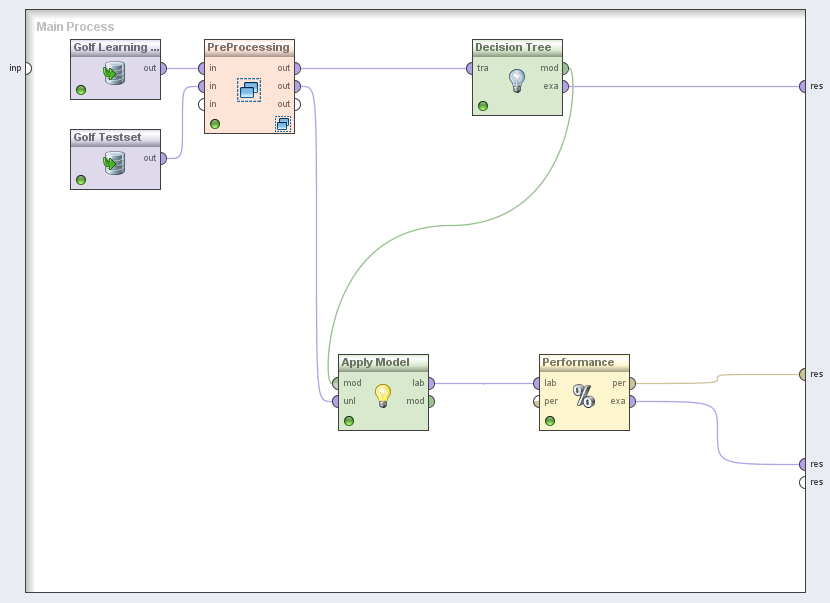 Main Process
inp
Golf Learning ...
out
PreProcessing
in
in
in
out
out
out
Decision Tree
tra
mod
exa
res
Golf Testset
out
Apply Model
mod
unl
lab
mod
Performance
lab
per
per
exa
res
res
res